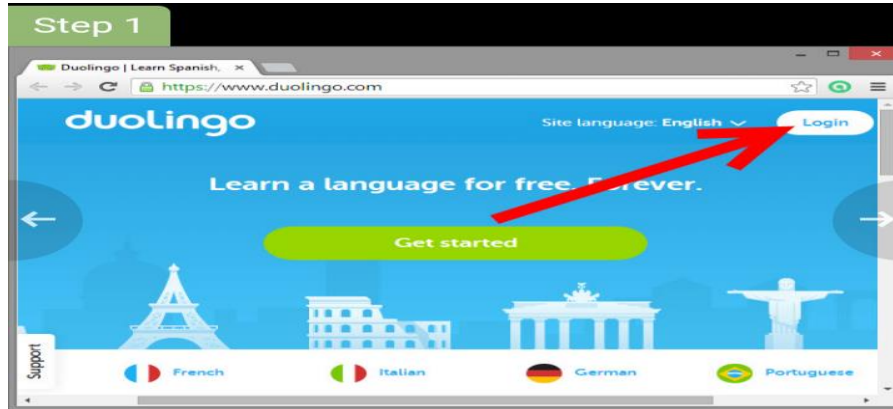 Step 1
Duolingo | Learn Spanish,
https://www.duolingo.com
duolingo
Site language: English
Login
Learn a language for free. Forever.
Get started
Support
French
Italian
German
Portuguese